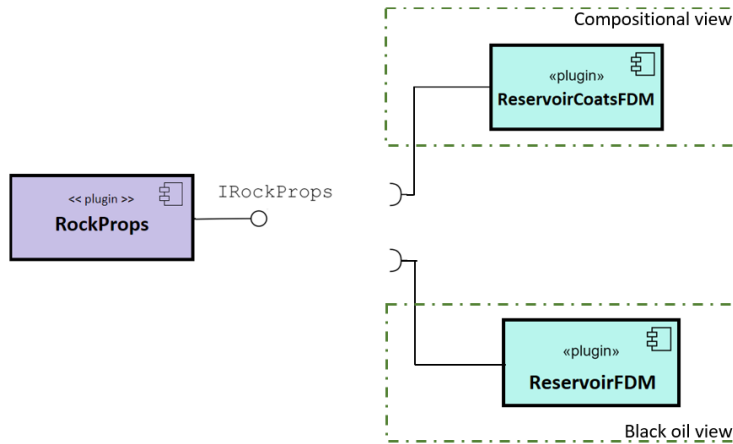 Compositional view
«plugin»
ReservoirCoatsFDM
<< plugin >>
RockProps
IRockProps
«plugin»
ReservoirFDM
Black oil view